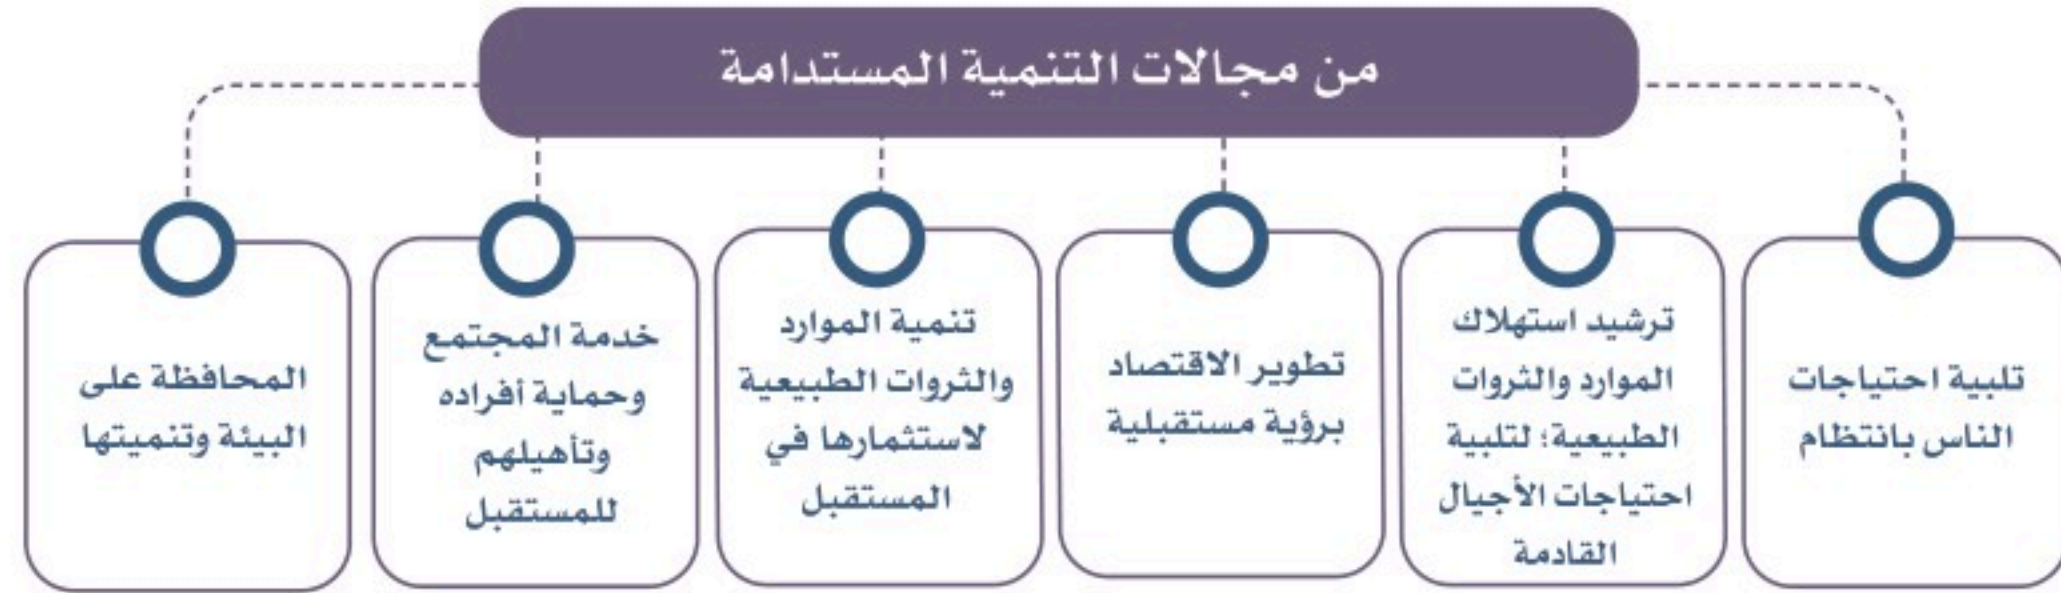 من مجالات التنمية المستدامة
تلبية احتياجات
الناس بانتظام
ترشيد استهلاك
الموارد والثروات
الطبيعية؛ لتلبية
احتياجات الأجيال
القادمة
تطوير الاقتصاد
برؤية مستقبلية
تنمية الموارد
والثروات الطبيعية
لاستثمارها في
المستقبل
خدمة المجتمع
وحماية أفراده
وتأهيلهم
للمستقبل
المحافظة على
البيئة وتنميتها